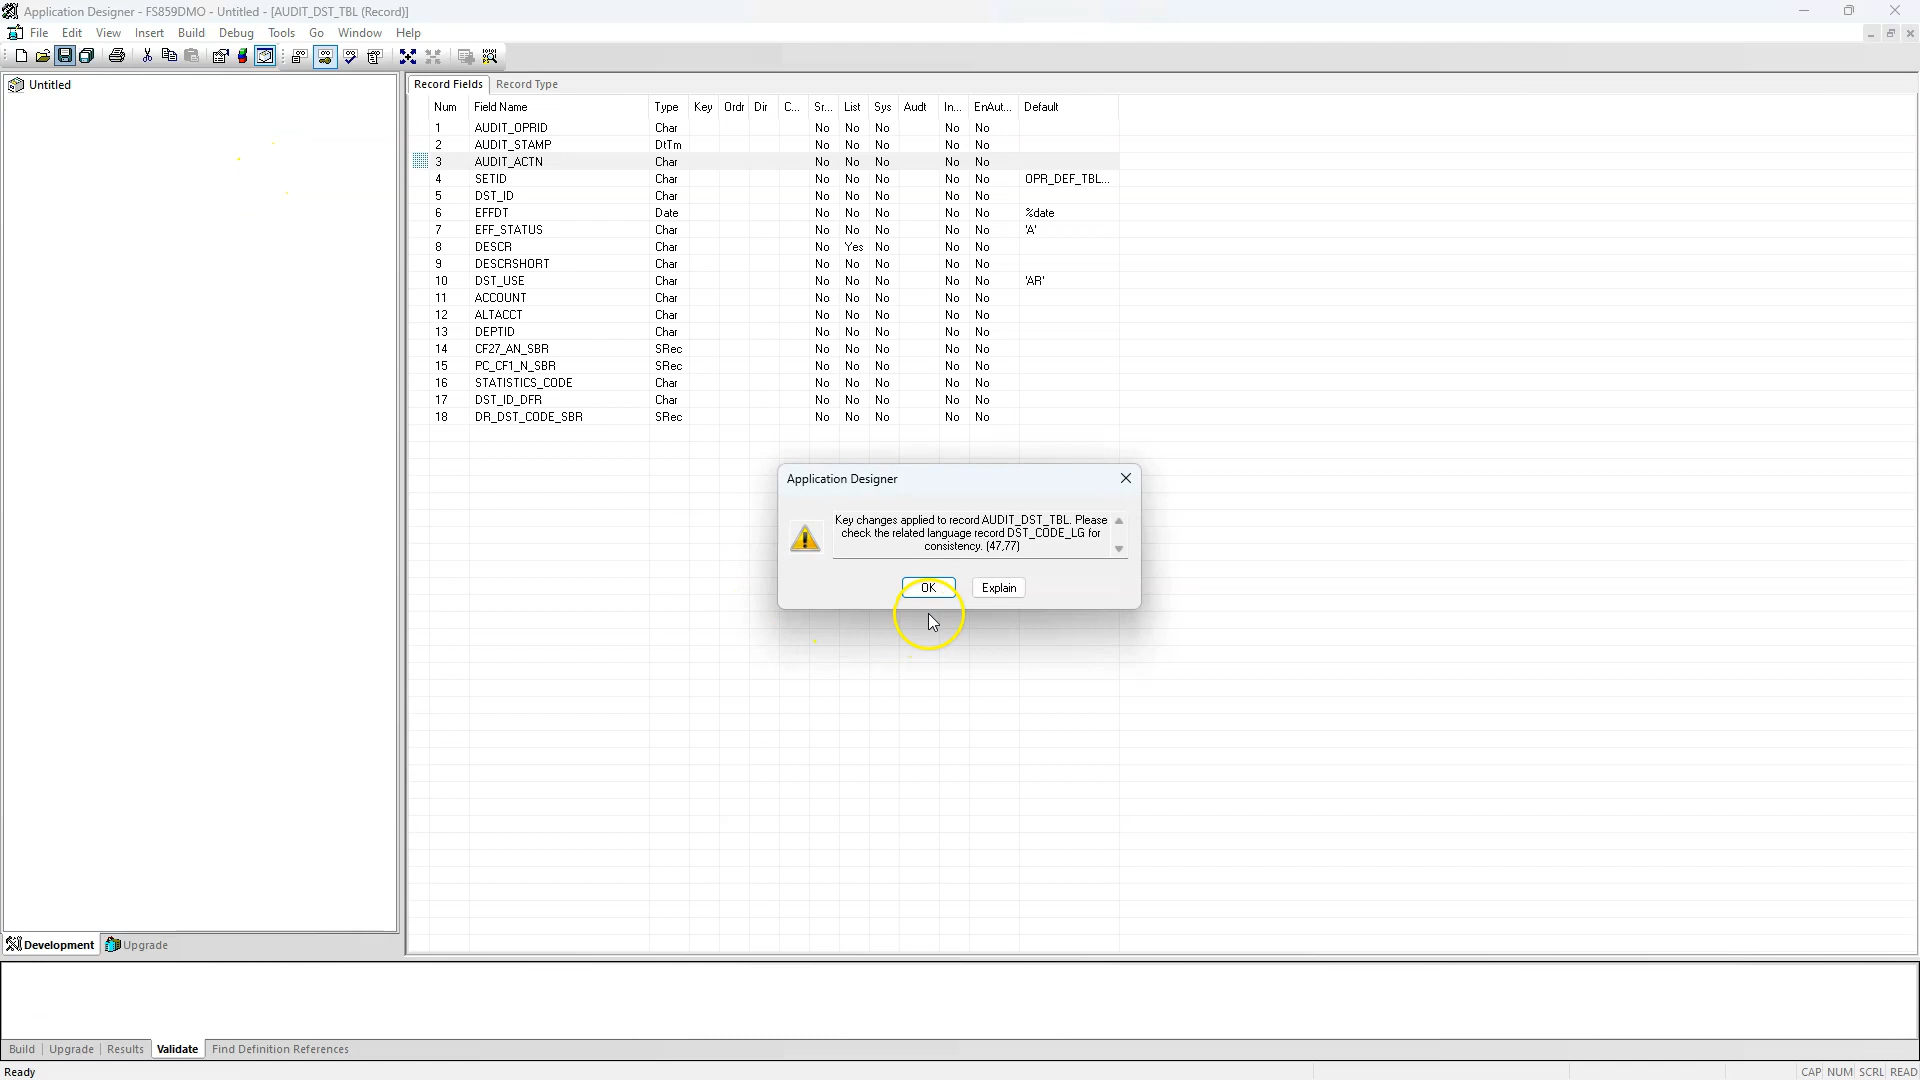 Application Designer - FS859DMO - Untitled - [AUDIT_DST_TBL (Record)]
File Edit View Insert Build Debug Tools Go Window Help
Untitled
Record Fields Record Type
Num Field Name Type Key Ordr Dir C... Sr... List Sys Audt In... EnAut... Default
1 AUDIT_OPRID Char No No No No No
2 AUDIT_STAMP DtTm No No No No No
3 AUDIT_ACTN Char No No No No No
4 SETID Char No No No No No OPR_DEF_TBL...
5 DST_ID Char No No No No No
6 EFFDT Date No No No No No %date
7 EFF_STATUS Char No No No No No 'A'
8 DESCR Char No Yes No No No
9 DESCRSHORT Char No No No No No
10 DST_USE Char No No No No No 'AR'
11 ACCOUNT Char No No No No No
12 ALTACCT Char No No No No No
13 DEPTID Char No No No No No
14 CF27_AN_SBR SRec No No No No No
15 PC_CF1_N_SBR SRec No No No No No
16 STATISTICS_CODE Char No No No No No
17 DST_ID_DFR Char No No No No No
18 DR_DST_CODE_SBR SRec No No No No No
Application Designer
Key changes applied to record AUDIT_DST_TBL. Please
check the related language record DST_CODE_LG for
consistency. (47,77)
OK Explain
Development Upgrade
Build Upgrade Results Validate Find Definition References
Ready CAP NUM SCRL READ